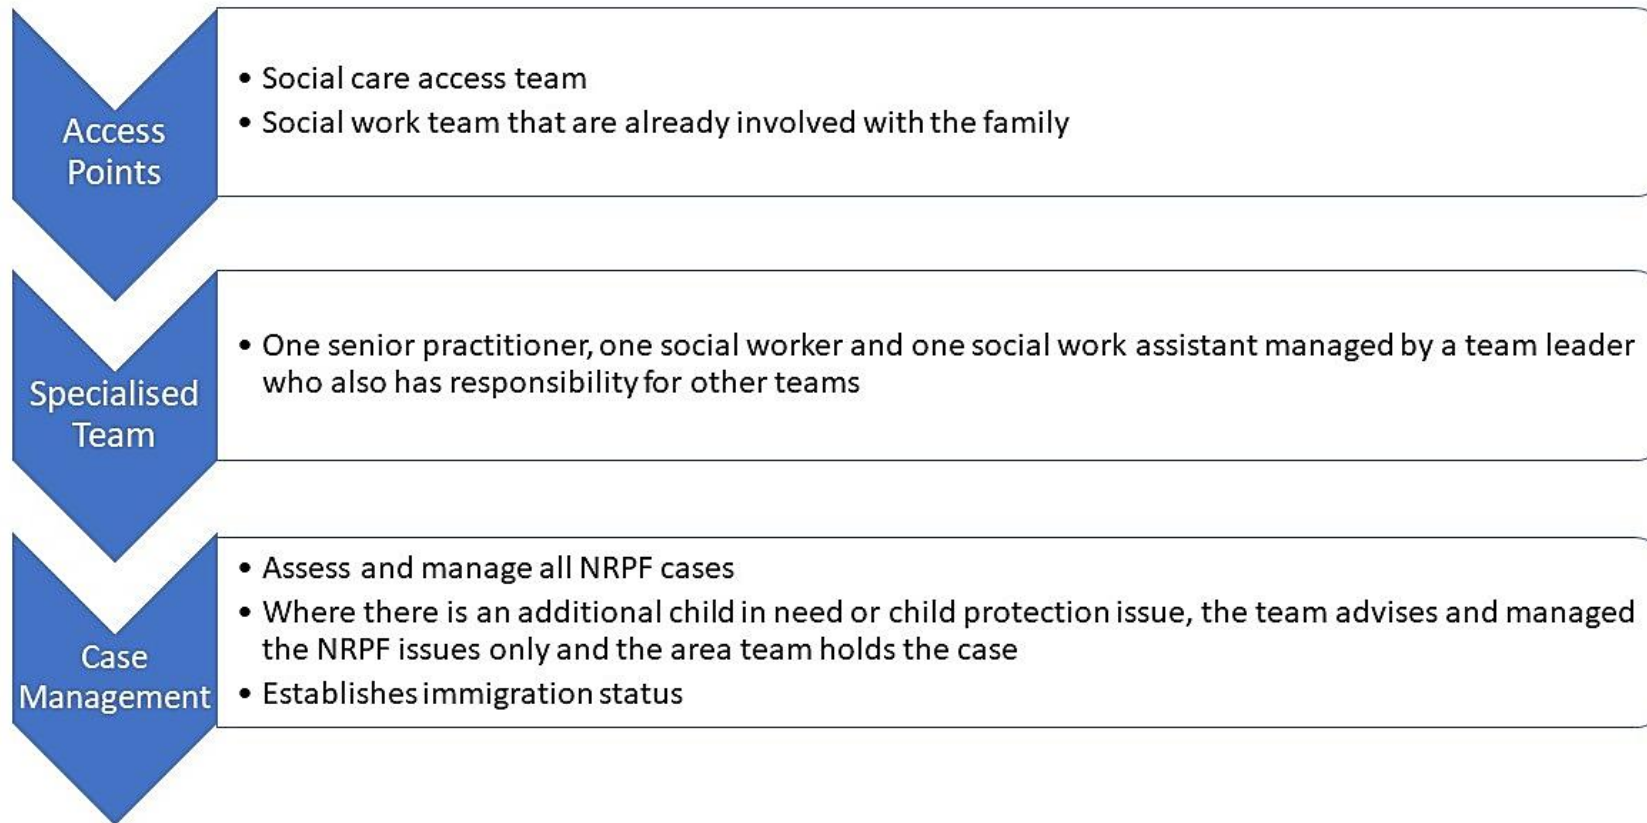 Access
Points
• Social care access team
• Social work team that are already involved with the family
Specialised
Team
• One senior practitioner, one social worker and one social work assistant managed by a team leader
who also has responsibility for other teams
Case
Management
• Assess and manage all NRPF cases
• Where there is an additional child in need or child protection issue, the team advises and managed
the NRPF issues only and the area team holds the case
• Establishes immigration status